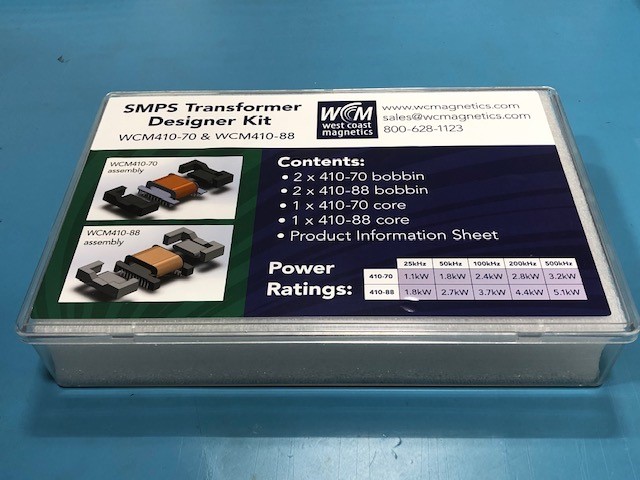 SMPS Transformer
Designer Kit
WCM410-70 & WCM410-88
WCM
west coast
magnetics
www.wcmagnetics.com
sales@wcmagnetics.com
800-628-1123
WCM410-70
assembly
WCM410-88
assembly
Contents:
• 2 x 410-70 bobbin
• 2 x 410-88 bobbin
• 1 x 410-70 core
• 1 x 410-88 core
• Product Information Sheet
Power
Ratings:
25kHz 50kHz 100kHz 200kHz 500kHz
410-70 1.1kW 1.8kW 2.4kW 2.8kW 3.2kW
410-88 1.8kW 2.7kW 3.7kW 4.4kW 5.1kW